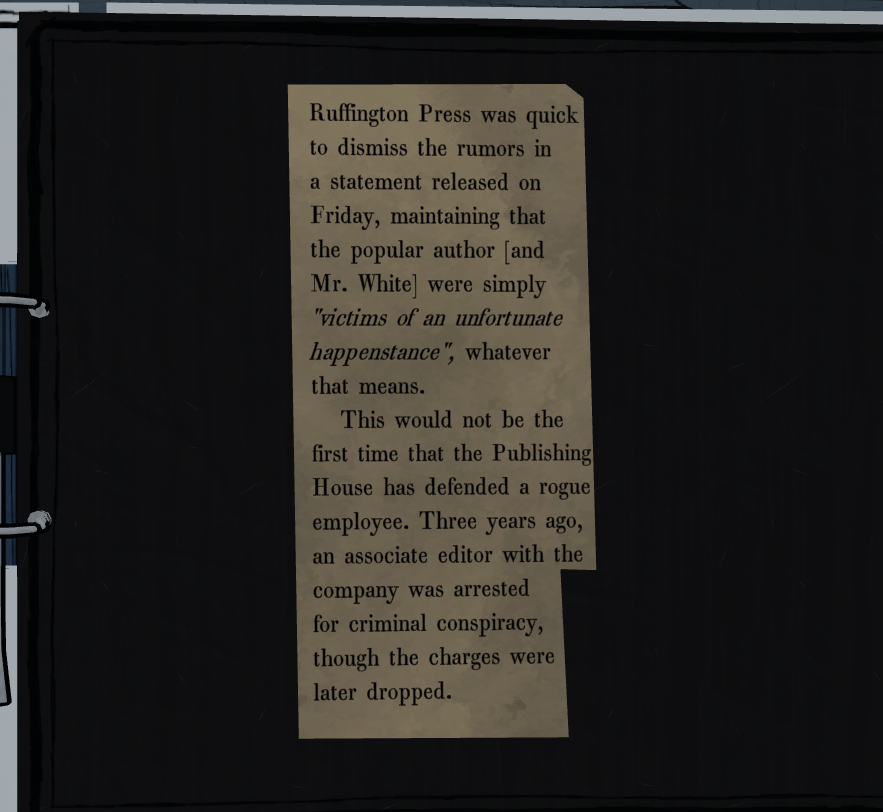 Ruffington Press was quick
to dismiss the rumors in
a statement released on
Friday, maintaining that
the popular author [and
Mr. White] were simply
"victims of an unfortunate
happenstance", whatever
that means.
This would not be the
first time that the Publishing
House has defended a rogue
employee. Three years ago,
an associate editor with the
company was arrested
for criminal conspiracy,
though the charges were
later dropped.